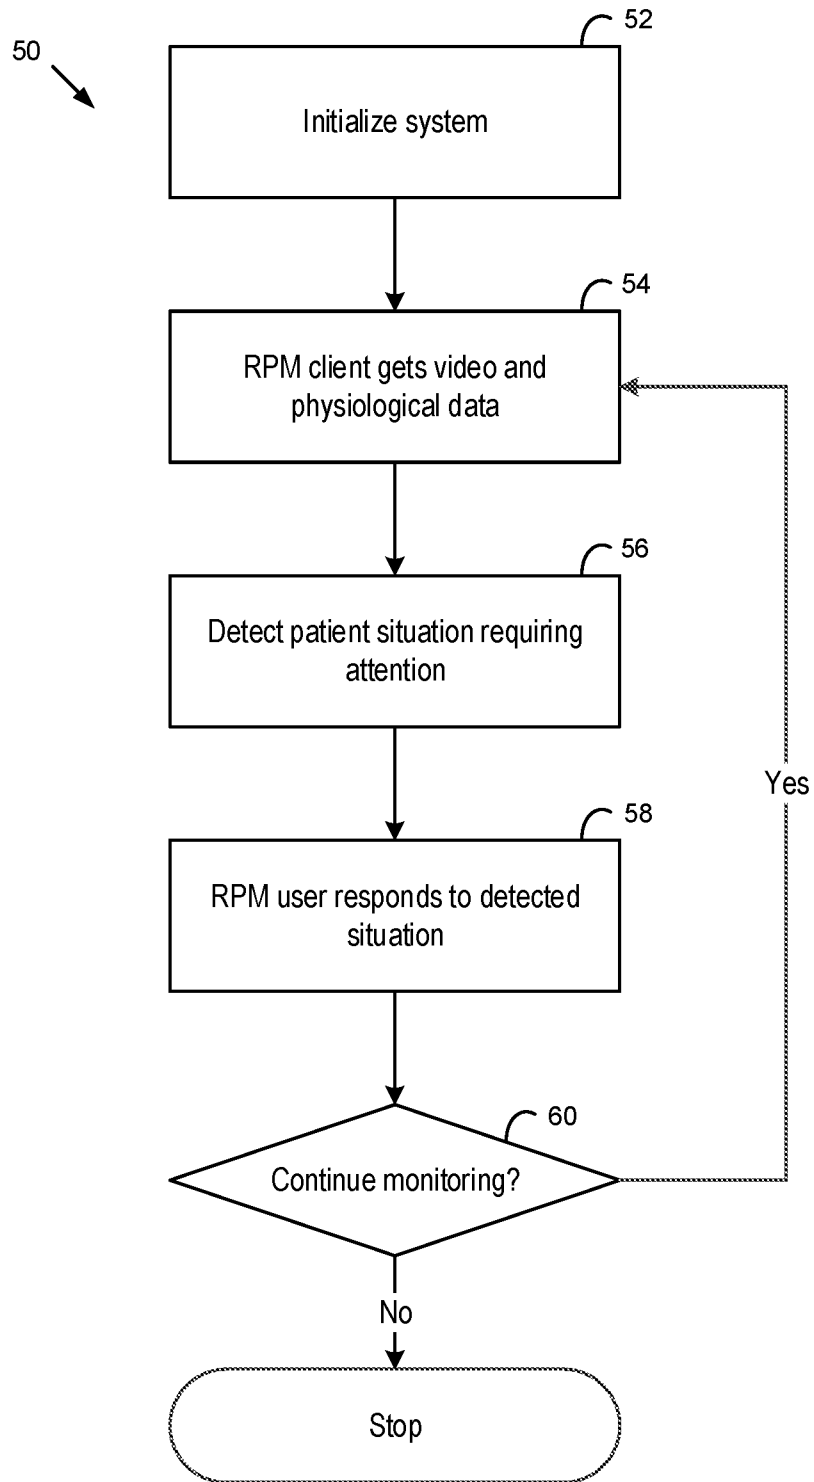 50
52
Initialize system
54
RPM client gets video and
physiological data
56
Detect patient situation requiring
attention
Yes
58
RPM user responds to detected
situation
60
Continue monitoring?
No
Stop